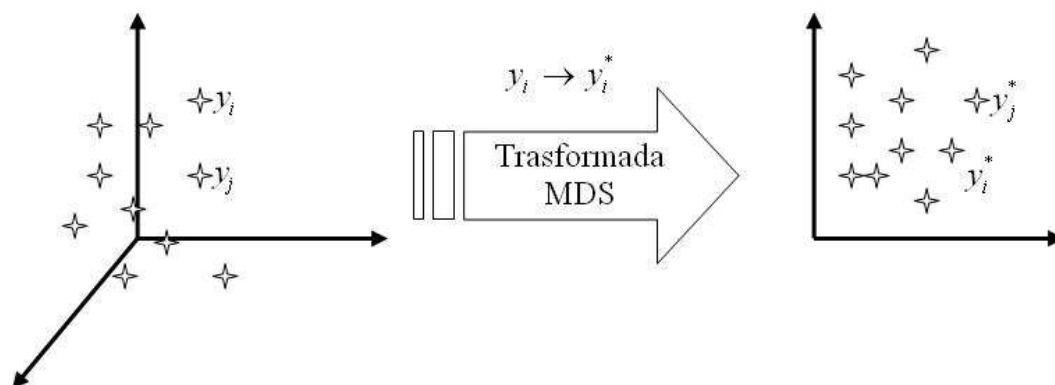 y_i
y_j
y_i → y_i^*
Trasformada
MDS
y_j^*
y_i^*